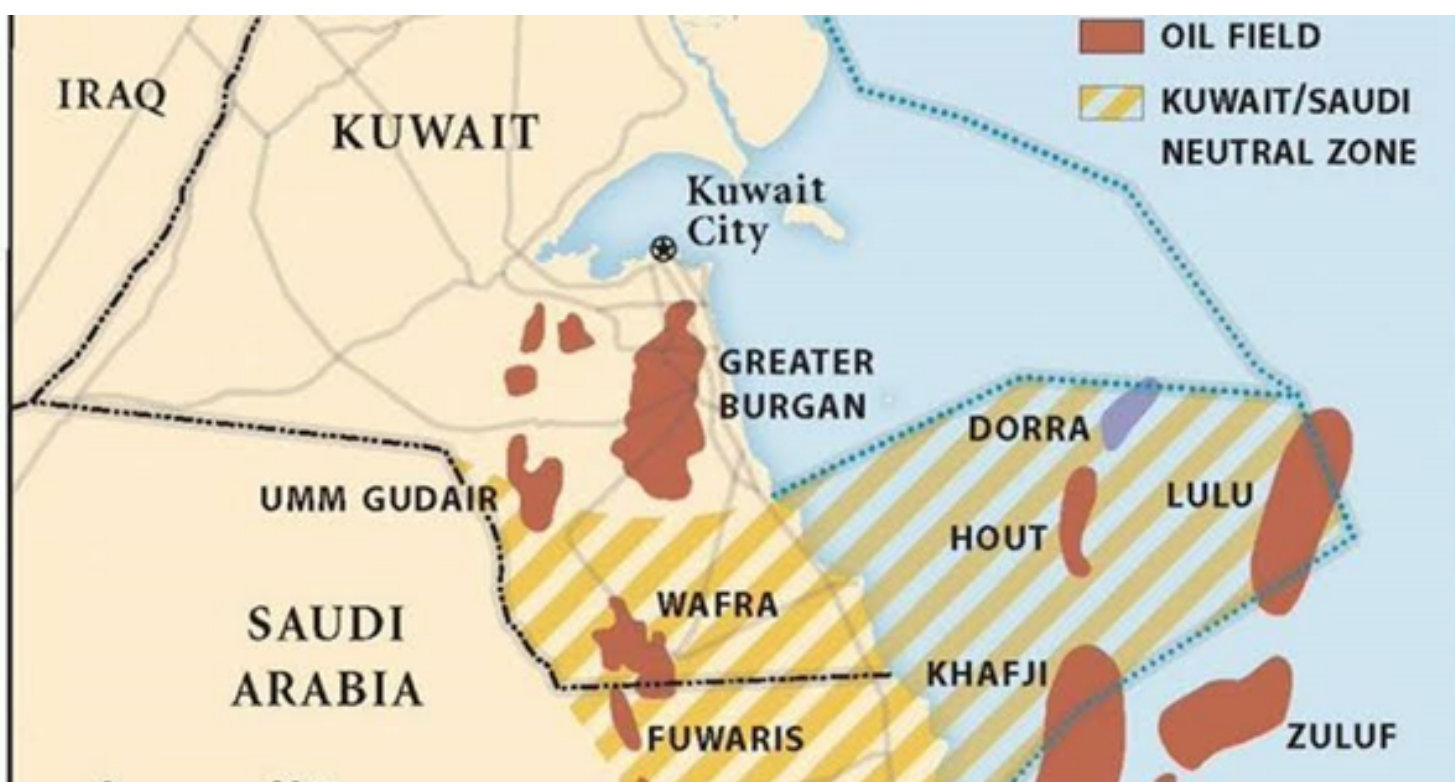 OIL FIELD
KUWAIT/SAUDI
NEUTRAL ZONE
IRAQ
KUWAIT
Kuwait
City
GREATER
BURGAN
DORRA
UMM GUDAIR
LULU
HOUT
WAFRA
SAUDI
ARABIA
KHAFJI
FUWARIS
ZULUF